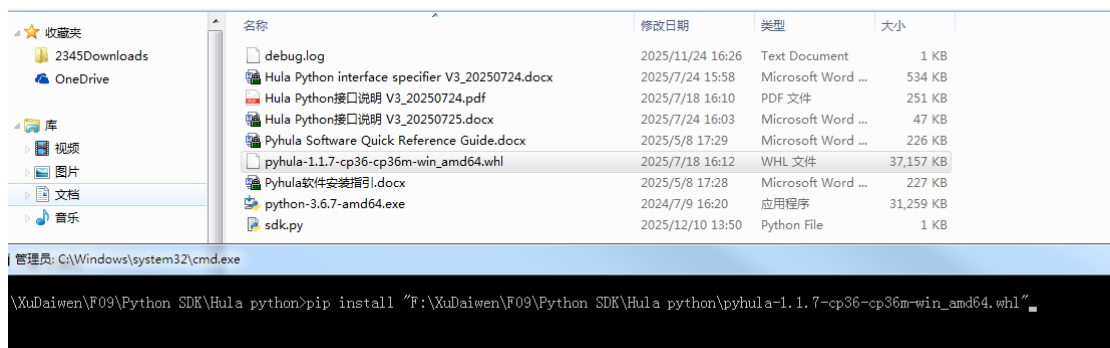 收藏夹
2345Downloads
OneDrive
库
视频
图片
文档
音乐
名称 修改日期 类型 大小
debug.log 2025/11/24 16:26 Text Document 1 KB
Hula Python interface specifier V3_20250724.docx 2025/7/24 15:58 Microsoft Word ... 534 KB
Hula Python接口说明 V3_20250724.pdf 2025/7/18 16:10 PDF 文件 251 KB
Hula Python接口说明 V3_20250725.docx 2025/7/24 16:03 Microsoft Word ... 47 KB
Pyhula Software Quick Reference Guide.docx 2025/5/8 17:29 Microsoft Word ... 226 KB
pyhula-1.1.7-cp36-cp36m-win_amd64.whl 2025/7/18 16:12 WHL 文件 37,157 KB
Pyhula软件安装指引.docx 2025/5/8 17:28 Microsoft Word ... 227 KB
python-3.6.7-amd64.exe 2024/7/9 16:20 应用程序 31,259 KB
sdk.py 2025/12/10 13:50 Python File 1 KB
管理员: C:\Windows\system32\cmd.exe
\XuDaiwen\F09\Python SDK\Hula python>pip install "F:\XuDaiwen\F09\Python SDK\Hula python\pyhula-1.1.7-cp36-cp36m-win_amd64.whl"_